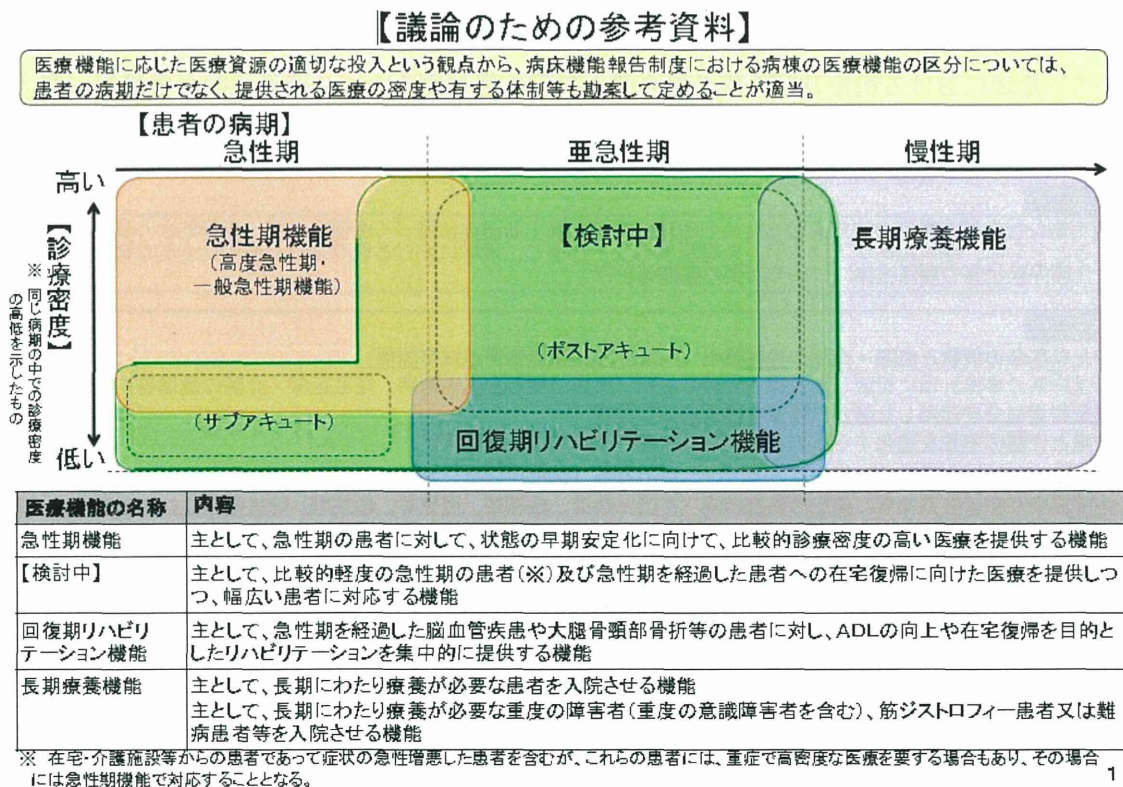 【議論のための参考資料】
医療機能に応じた医療資源の適切な投入という観点から、病床機能報告制度における病棟の医療機能の区分については、
患者の病期だけでなく、提供される医療の密度や有する体制等も勘案して定めることが適当。
【患者の病期】
急性期
亜急性期
慢性期
高い
【診療密度】
※ 同じ病期の中での診療密度
の高低を示したもの
低い
急性期機能
(高度急性期・
一般急性期機能)
【検討中】
長期療養機能
(ポストアキュート)
(サブアキュート)
回復期リハビリテーション機能
医療機能の名称 内容
急性期機能 主として、急性期の患者に対して、状態の早期安定化に向けて、比較的診療密度の高い医療を提供する機能
【検討中】 主として、比較的軽度の急性期の患者(※)及び急性期を経過した患者への在宅復帰に向けた医療を提供しつ
つ、幅広い患者に対応する機能
回復期リハビリ 主として、急性期を経過した脳血管疾患や大腿骨頸部骨折等の患者に対し、ADLの向上や在宅復帰を目的と
テーション機能 したリハビリテーションを集中的に提供する機能
長期療養機能 主として、長期にわたり療養が必要な患者を入院させる機能
主として、長期にわたり療養が必要な重度の障害者(重度の意識障害者を含む)、筋ジストロフィー患者又は難
病患者等を入院させる機能
※ 在宅・介護施設等からの患者であって症状の急性増悪した患者を含むが、これらの患者には、重症で高密度な医療を要する場合もあり、その場合
には急性期機能で対応することとなる。
1